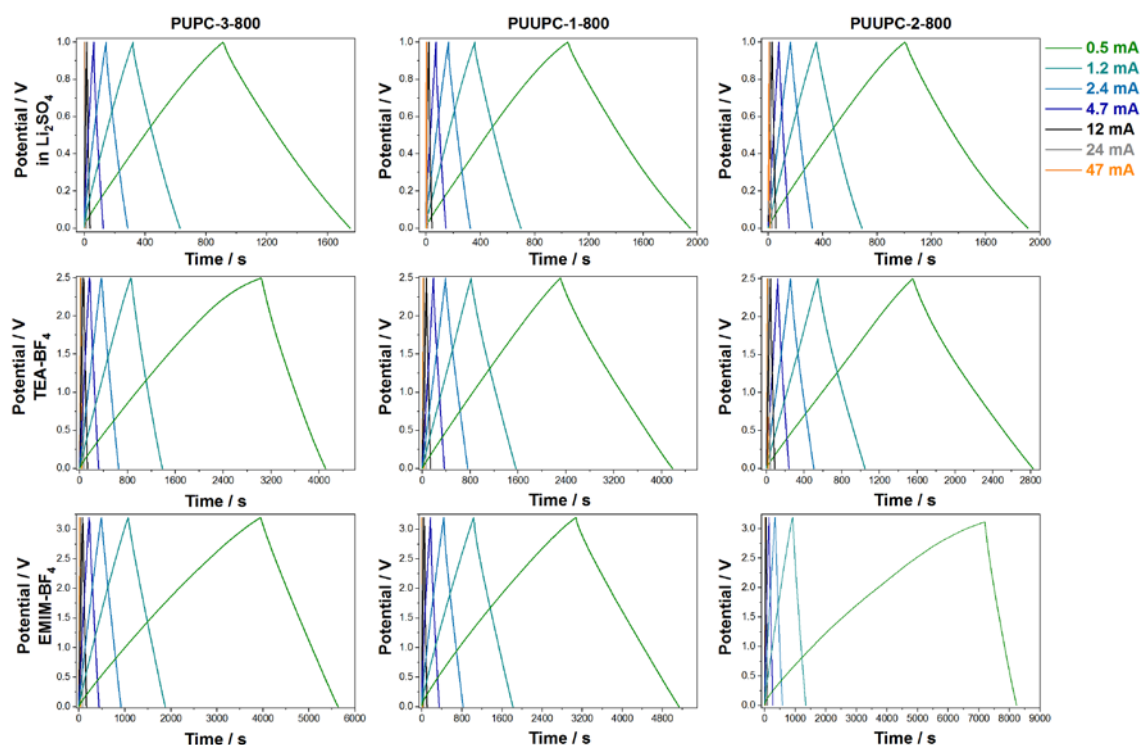 PUPC-3-800 PUUPC-1-800 PUUPC-2-800
1.0 0.8 0.6 0.4 0.2 0.0
Potential / V
in Li₂SO₄
0 400 800 1200 1600
Time / s
1.0 0.8 0.6 0.4 0.2 0.0
Potential / V
0 400 800 1200 1600 2000
Time / s
1.0 0.8 0.6 0.4 0.2 0.0
Potential / V
0 400 800 1200 1600 2000
Time / s
0.5 mA
1.2 mA
2.4 mA
4.7 mA
12 mA
24 mA
47 mA
2.5 2.0 1.5 1.0 0.5 0.0
Potential / V
TEA-BF₄
0 800 1600 2400 3200 4000
Time / s
2.5 2.0 1.5 1.0 0.5 0.0
Potential / V
0 800 1600 2400 3200 4000
Time / s
2.5 2.0 1.5 1.0 0.5 0.0
Potential / V
0 400 800 1200 1600 2000 2400 2800
Time / s
3.0 2.5 2.0 1.5 1.0 0.5 0.0
Potential / V
EMIM-BF₄
0 1000 2000 3000 4000 5000 6000
Time / s
3.0 2.5 2.0 1.5 1.0 0.5 0.0
Potential / V
0 800 1600 2400 3200 4000 4800
Time / s
3.0 2.5 2.0 1.5 1.0 0.5 0.0
Potential / V
0 1000 2000 3000 4000 5000 6000 7000 8000 9000
Time / s